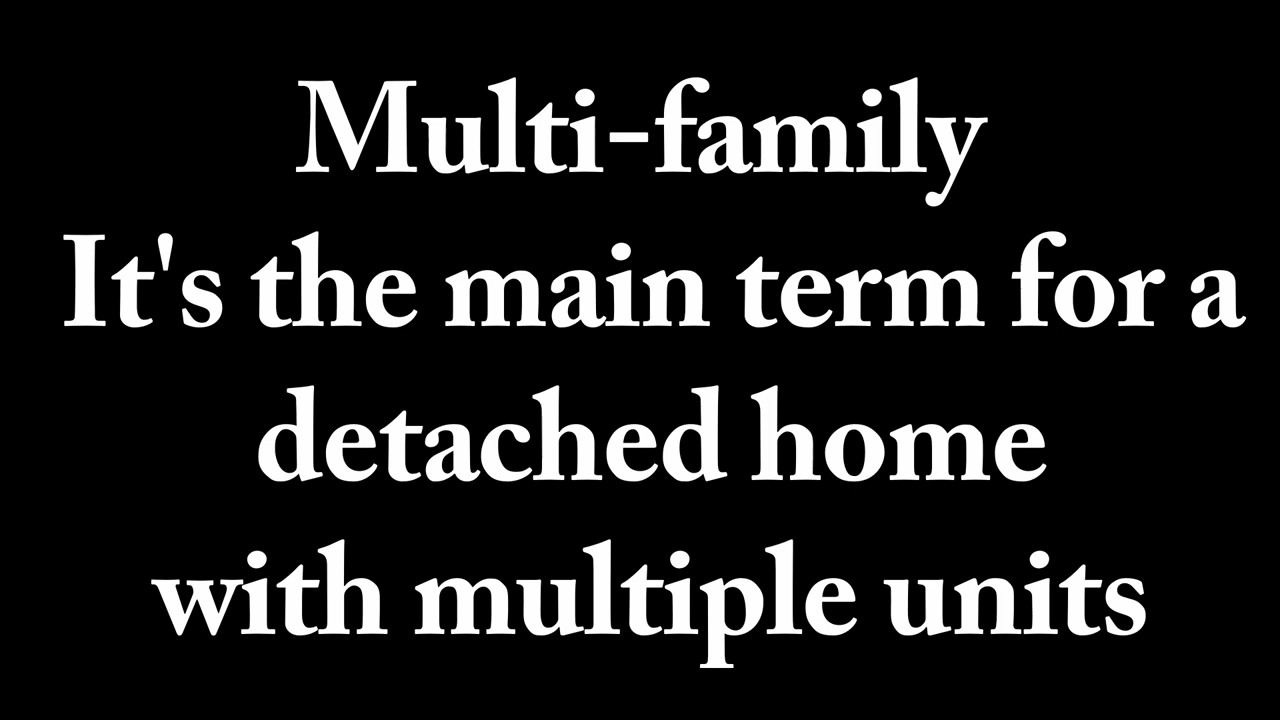 Multi-family
It's the main term for a
detached home
with multiple units